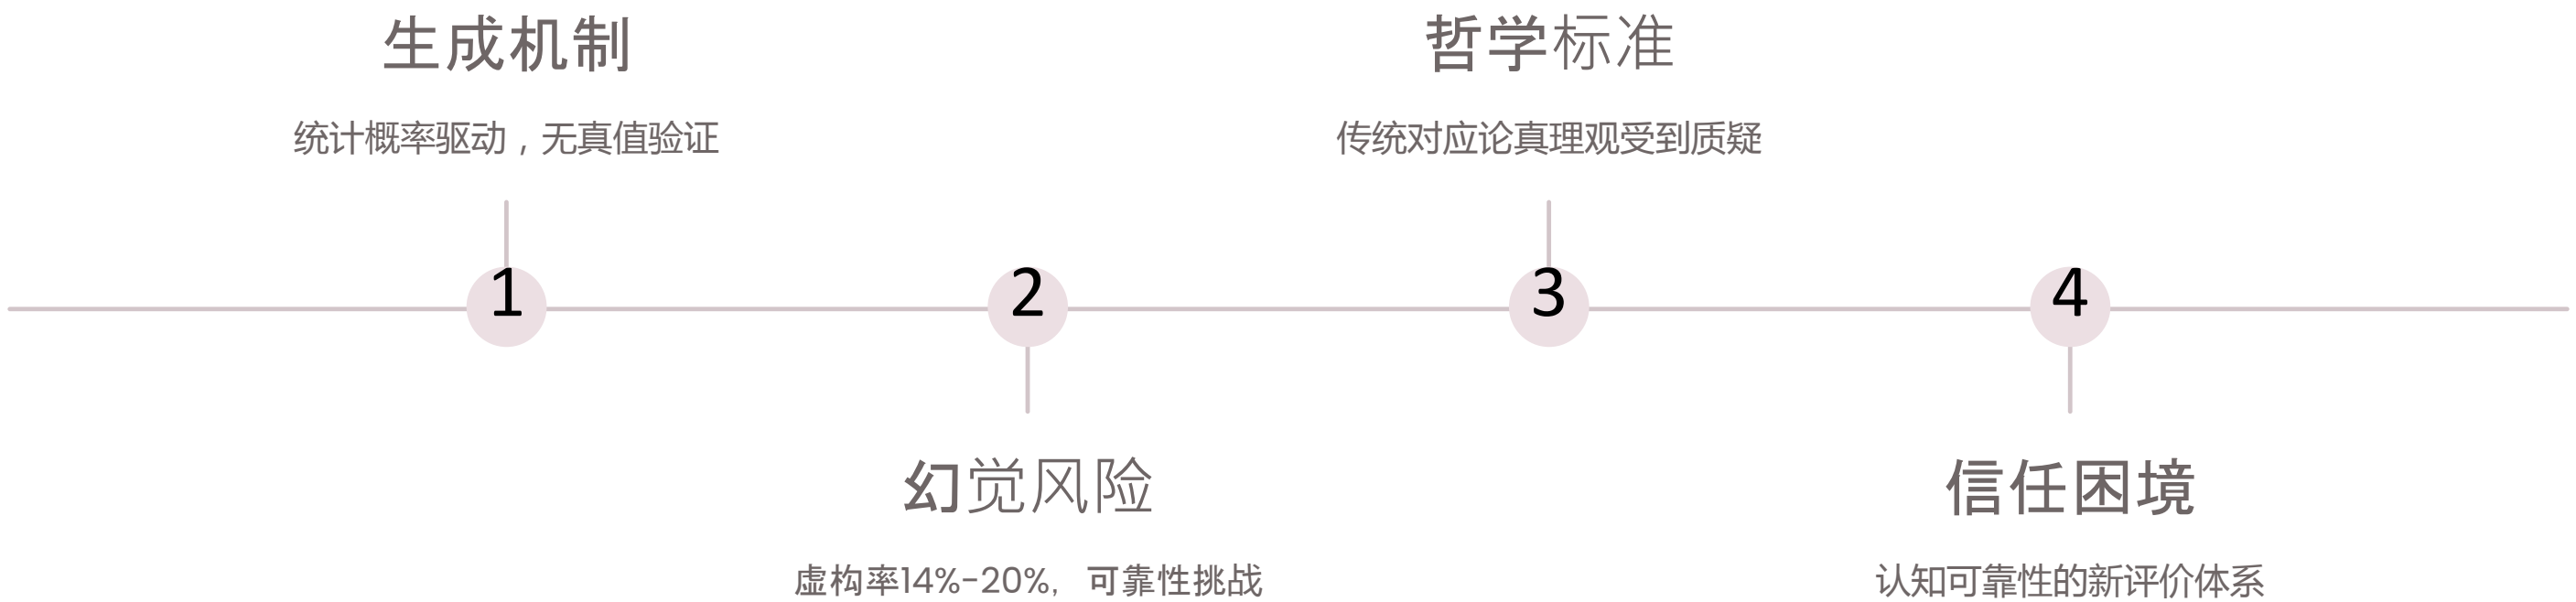 生成机制
统计概率驱动，无真值验证
1
幻觉风险
虚构率14%-20%，可靠性挑战
2
哲学标准
传统对应论真理观受到质疑
3
信任困境
认知可靠性的新评价体系
4